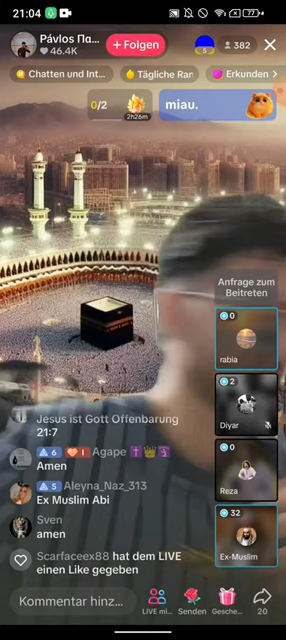 21:04
77
Pávlos Πα...
46.4K
+ Folgen
5
382
Chatten und Int...
Tägliche Ran
Erkunden >
0/2
2h26m
miau.
Anfrage zum
Beitreten
0
rabia
2
Diyar
0
Reza
32
Ex-Muslim
Jesus ist Gott Offenbarung
21:7
6 1 Agape
Amen
5 Aleyna_Naz_313
Ex Muslim Abi
Sven
amen
Scarfaceex88 hat dem LIVE
einen Like gegeben
Kommentar hinz...
LIVE mi...
Senden
Gesche...
20